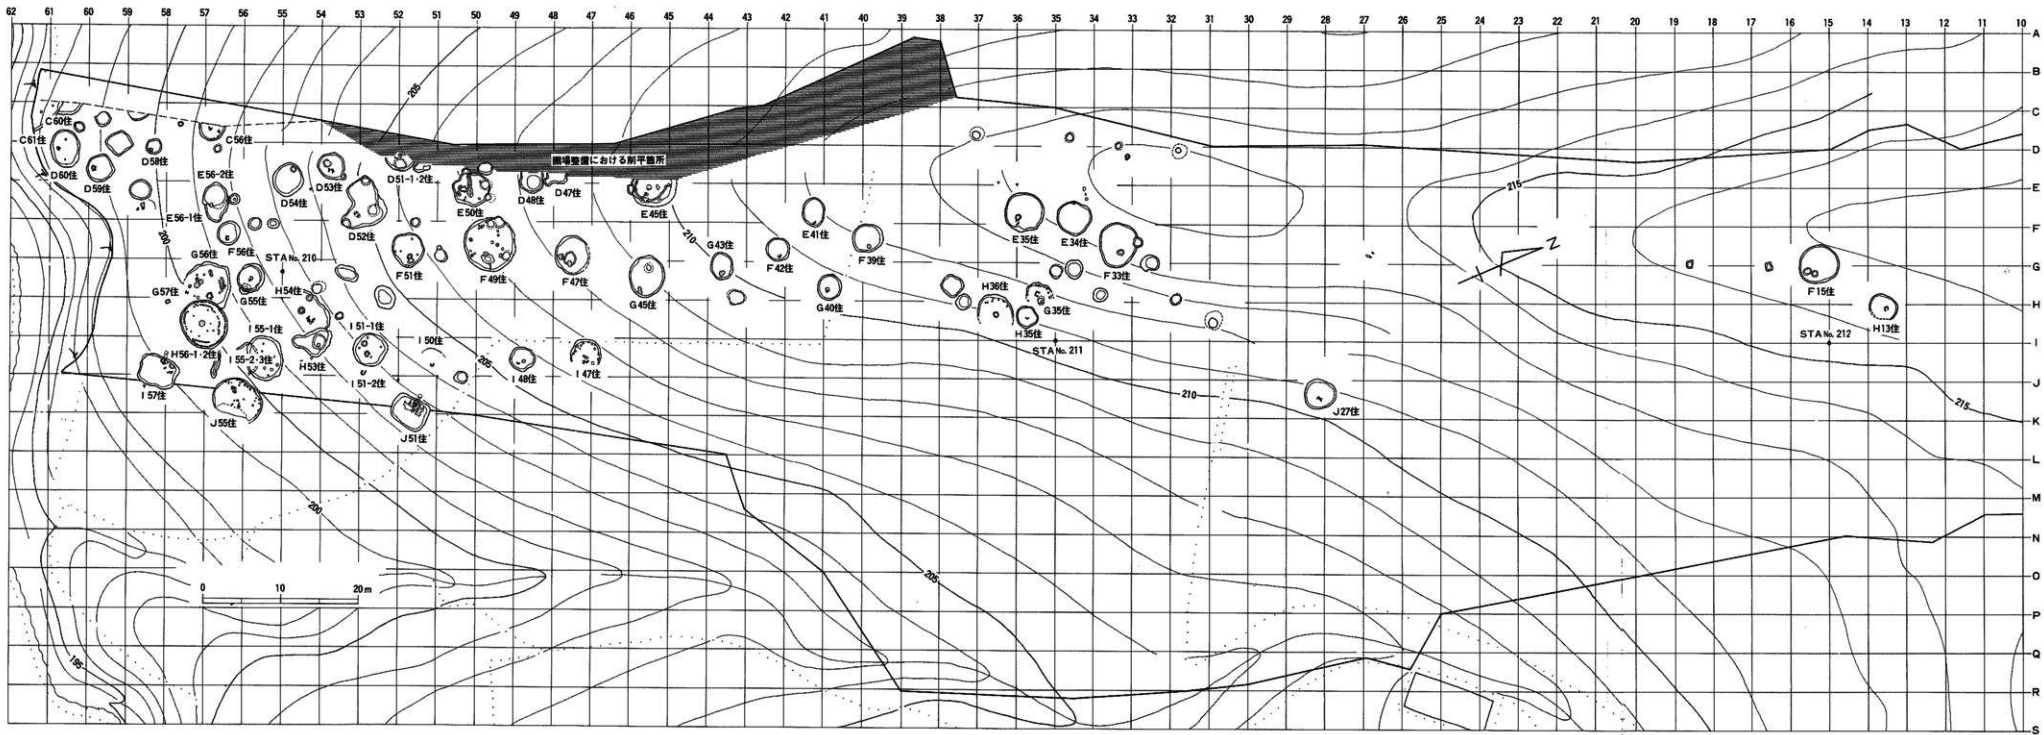 62 61 60 59 58 57 56 55 54 53 52 51 50 49 48 47 46 45 44 43 42 41 40 39 38 37 36 35 34 33 32 31 30 29 28 27 26 25 24 23 22 21 20 19 18 17 16 15 14 13 12 11 10
A
B
C
D
E
F
G
H
I
J
K
L
M
N
O
P
Q
R
S
205
C60住
C61住
C56住
D58住
D60住
D59住
E56-2住
D53住
D54住
D51-1・2住
圃場整備における削平箇所
E50住
D48住
D47住
E45住
E56-1住
D52住
200
F56住
G56住
STA No. 210
G57住
G55住
H54住
F51住
F49住
F47住
G45住
210
G43住
F42住
E41住
F39住
G40住
E35住
E34住
F33住
H36住
G35住
H35住
STA No. 211
215
Z
F15住
H13住
STA No. 212
I55-1住
I51-1住
I50住
H56-1・2住
I55-2・3住
H53住
I51-2住
205
I48住
I47住
I57住
J55住
J51住
210
J27住
215
200
205
0 10 20m
195